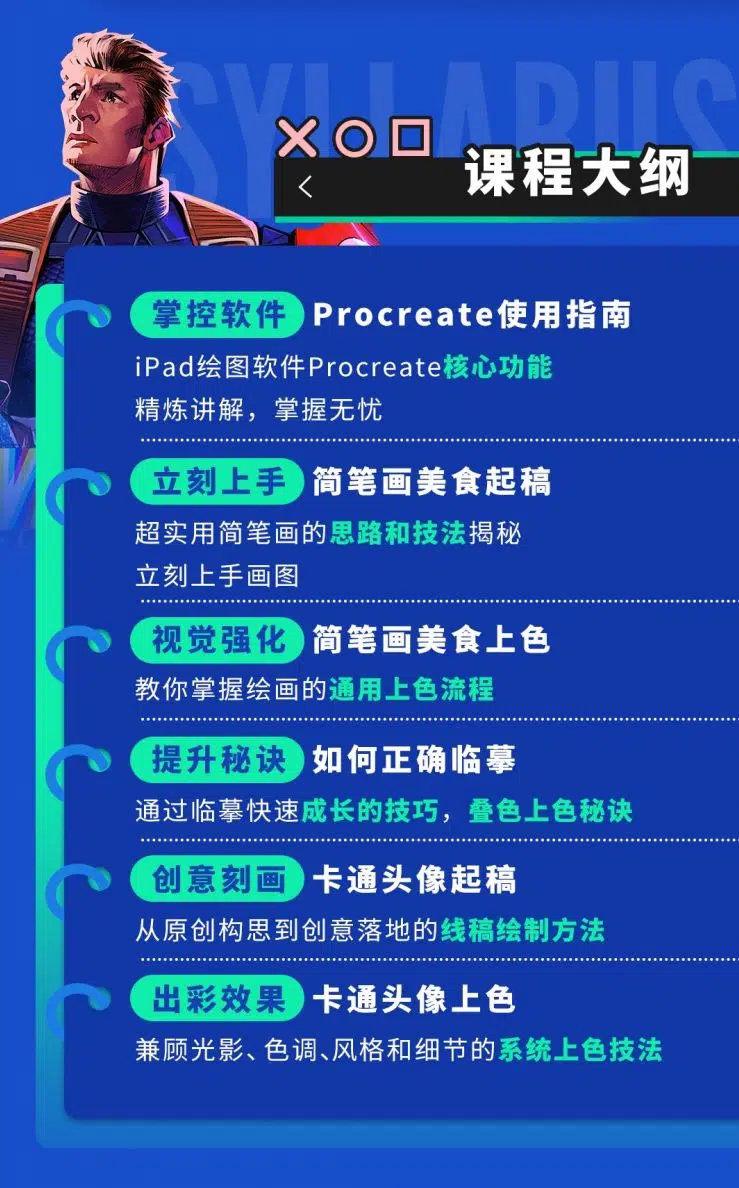 SYLLABUS
课程大纲
掌控软件 Procreate使用指南
iPad绘图软件Procreate核心功能
精炼讲解，掌握无忧
立刻上手 简笔画美食起稿
超实用简笔画的思路和技法揭秘
立刻上手画图
视觉强化 简笔画美食上色
教你掌握绘画的通用上色流程
提升秘诀 如何正确临摹
通过临摹快速成长的技巧，叠色上色秘诀
创意刻画 卡通头像起稿
从原创构思到创意落地的线稿绘制方法
出彩效果 卡通头像上色
兼顾光影、色调、风格和细节的系统上色技法